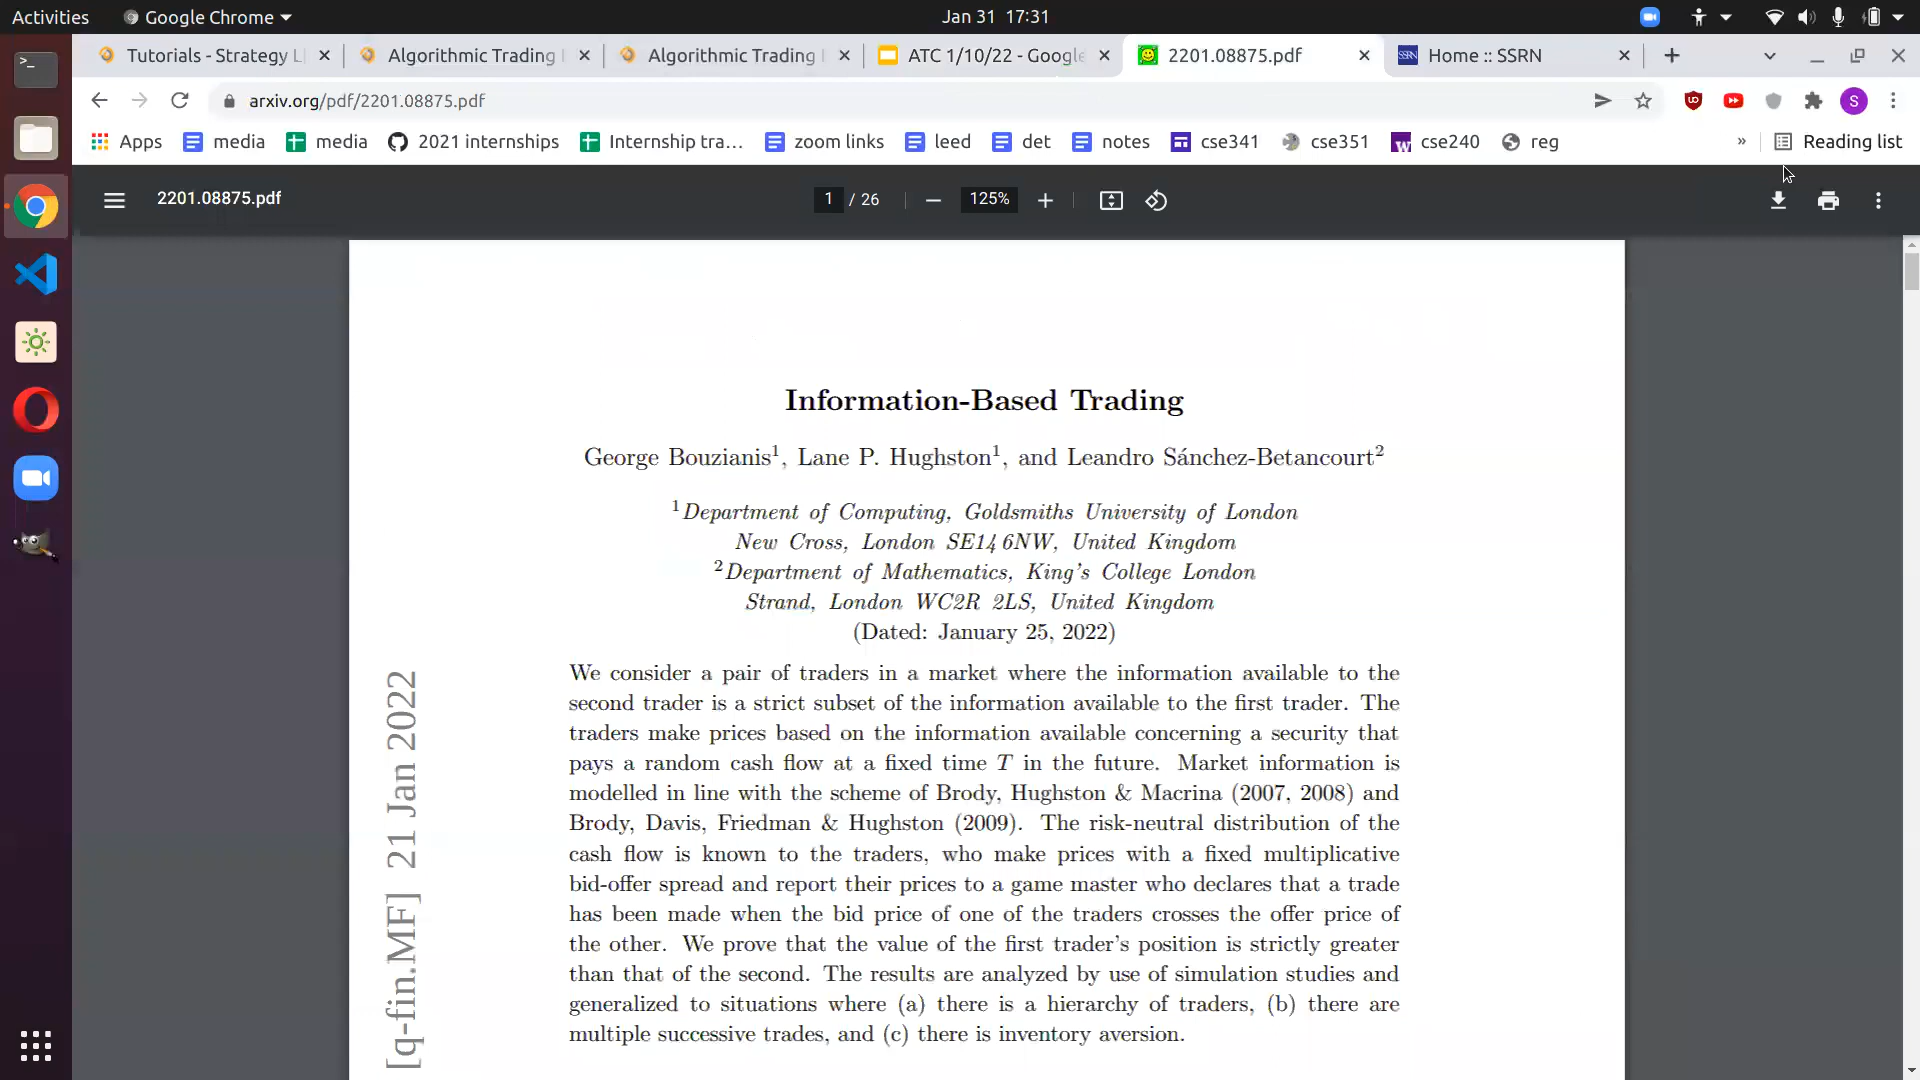 Activities
Google Chrome
Jan 31 17:31
Tutorials - Strategy L
Algorithmic Trading
Algorithmic Trading
ATC 1/10/22 - Google
2201.08875.pdf
Home :: SSRN
arxiv.org/pdf/2201.08875.pdf
S
Apps
media
media
2021 internships
Internship tra...
zoom links
leed
det
notes
cse341
cse351
cse240
reg
»
Reading list
2201.08875.pdf
1 / 26
125%
Information-Based Trading
George Bouzianis1, Lane P. Hughston1, and Leandro Sánchez-Betancourt2
1Department of Computing, Goldsmiths University of London
New Cross, London SE14 6NW, United Kingdom
2Department of Mathematics, King's College London
Strand, London WC2R 2LS, United Kingdom
(Dated: January 25, 2022)
We consider a pair of traders in a market where the information available to the
second trader is a strict subset of the information available to the first trader. The
traders make prices based on the information available concerning a security that
pays a random cash flow at a fixed time T in the future. Market information is
modelled in line with the scheme of Brody, Hughston & Macrina (2007, 2008) and
Brody, Davis, Friedman & Hughston (2009). The risk-neutral distribution of the
cash flow is known to the traders, who make prices with a fixed multiplicative
bid-offer spread and report their prices to a game master who declares that a trade
has been made when the bid price of one of the traders crosses the offer price of
the other. We prove that the value of the first trader's position is strictly greater
than that of the second. The results are analyzed by use of simulation studies and
generalized to situations where (a) there is a hierarchy of traders, (b) there are
multiple successive trades, and (c) there is inventory aversion.
[q-fin.MF] 21 Jan 2022